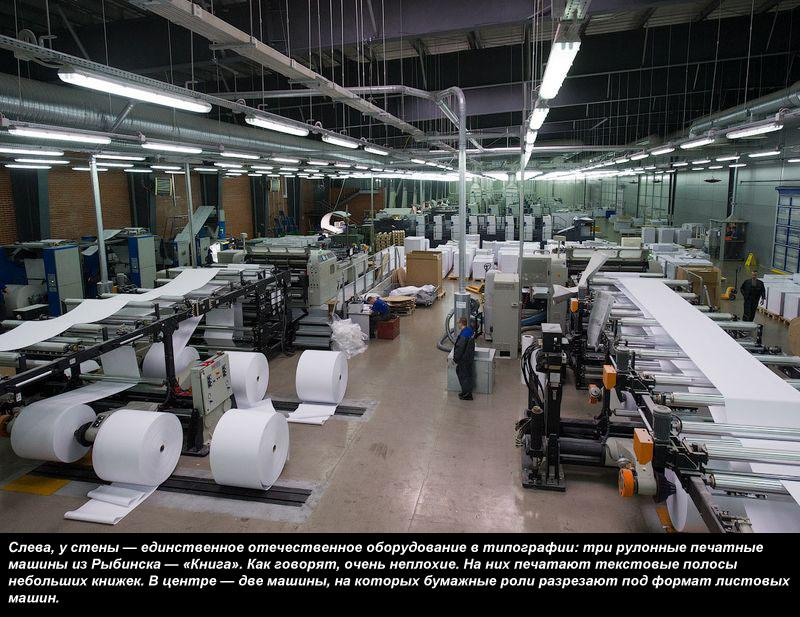 Слева, у стены — единственное отечественное оборудование в типографии: три рулонные печатные
машины из Рыбинска — «Книга». Как говорят, очень неплохие. На них печатают текстовые полосы
небольших книжек. В центре — две машины, на которых бумажные роли разрезают под формат листовых
машин.